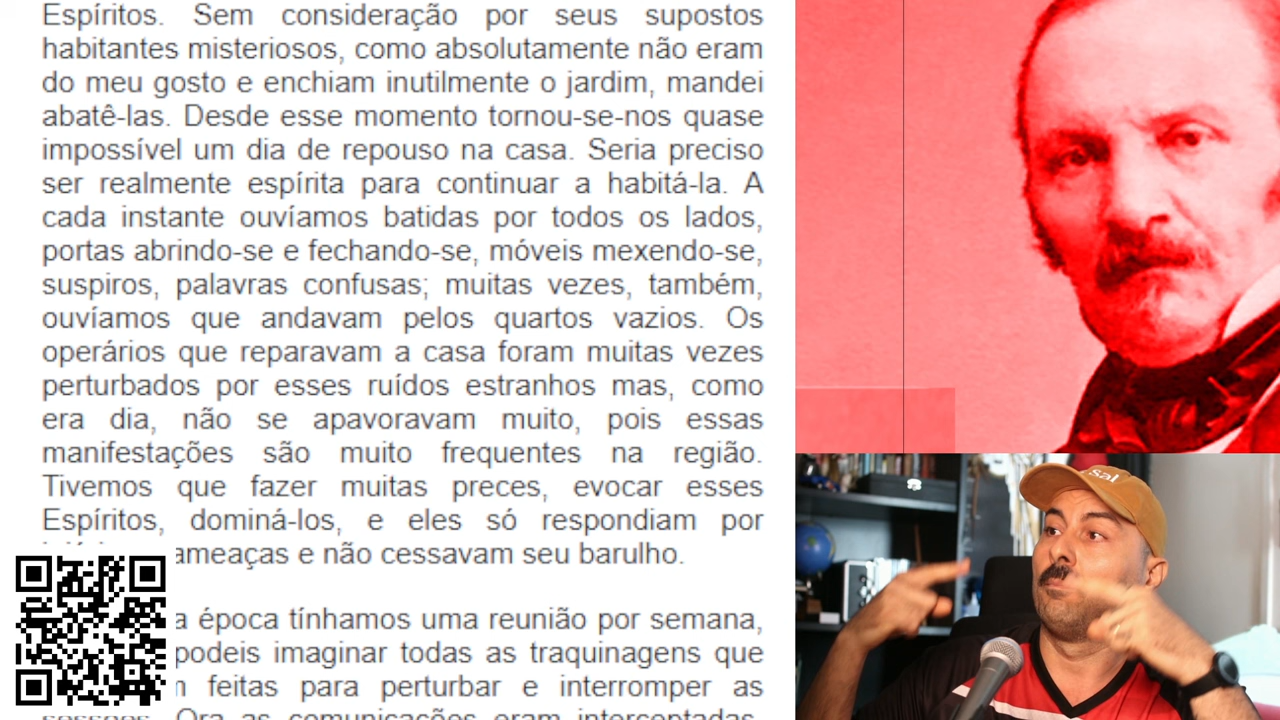 Espíritos. Sem consideração por seus supostos
habitantes misteriosos, como absolutamente não eram
do meu gosto e enchiam inutilmente o jardim, mandei
abatê-las. Desde esse momento tornou-se-nos quase
impossível um dia de repouso na casa. Seria preciso
ser realmente espírita para continuar a habitá-la. A
cada instante ouvíamos batidas por todos os lados,
portas abrindo-se e fechando-se, móveis mexendo-se,
suspiros, palavras confusas; muitas vezes, também,
ouvíamos que andavam pelos quartos vazios. Os
operários que reparavam a casa foram muitas vezes
perturbados por esses ruídos estranhos mas, como
era dia, não se apavoravam muito, pois essas
manifestações são muito frequentes na região.
Tivemos que fazer muitas preces, evocar esses
Espíritos, dominá-los, e eles só respondiam por
ameaças e não cessavam seu barulho.
a época tínhamos uma reunião por semana,
podeis imaginar todas as traquinagens que
feitas para perturbar e interromper as
sessões. Ora as comunicações eram interceptadas,
sal